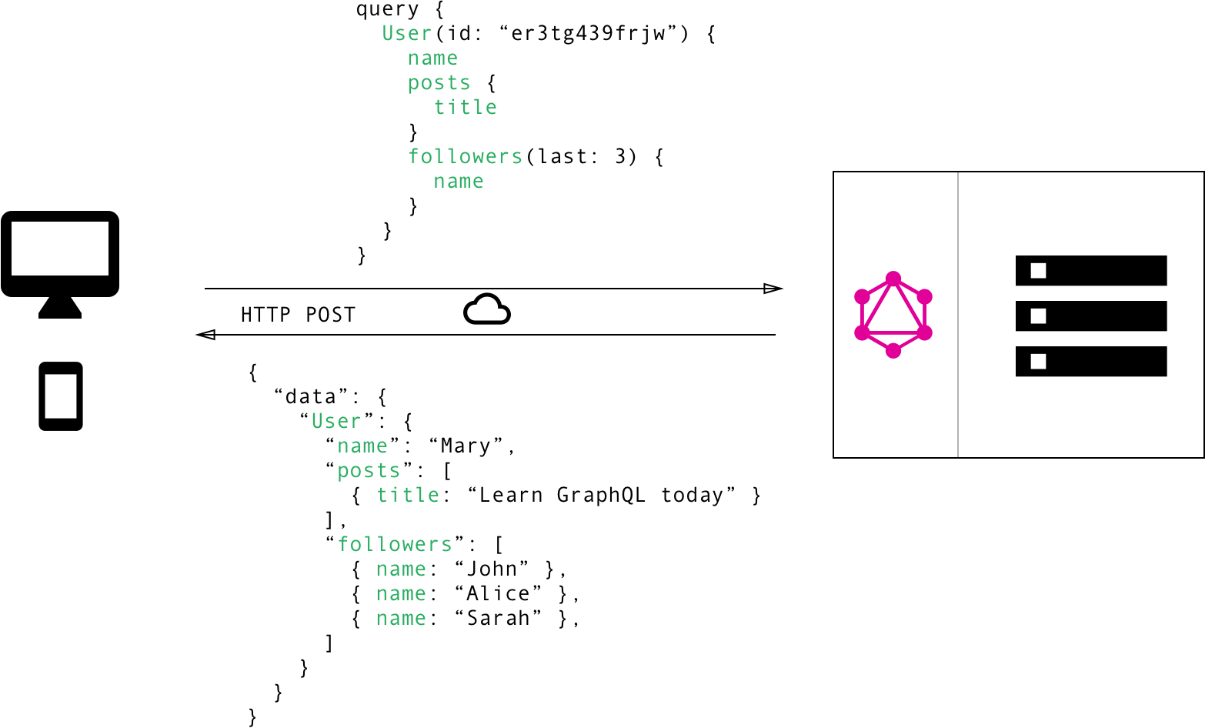 query {
  User(id: “er3tg439frjw”) {
    name
    posts {
      title
    }
    followers(last: 3) {
      name
    }
  }
}
HTTP POST
{
  “data”: {
    “User”: {
      “name”: “Mary”,
      “posts”: [
        { title: “Learn GraphQL today” }
      ],
      “followers”: [
        { name: “John” },
        { name: “Alice” },
        { name: “Sarah” },
      ]
    }
  }
}